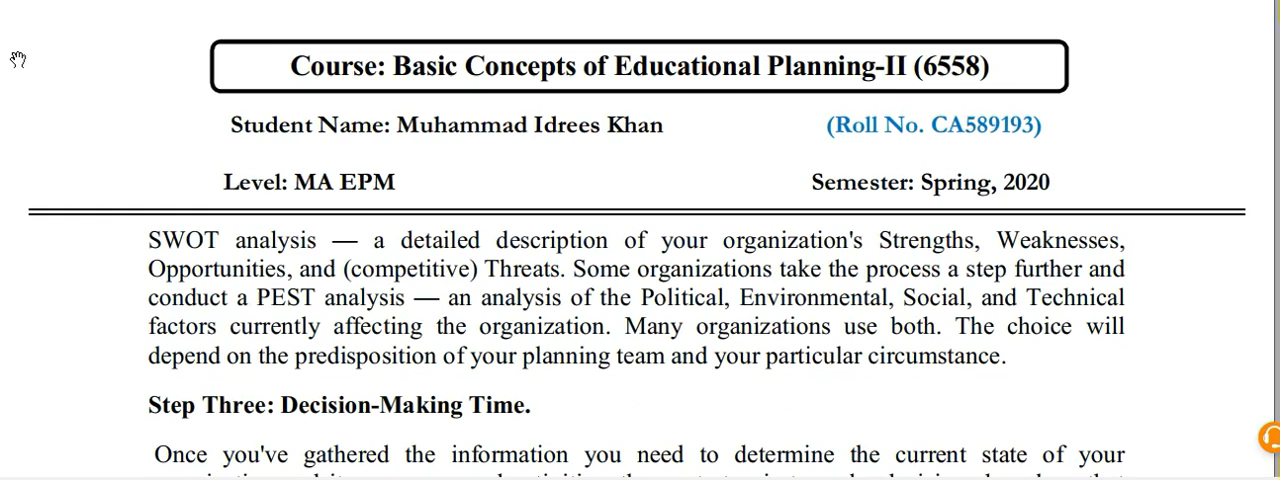 Course: Basic Concepts of Educational Planning-II (6558)
Student Name: Muhammad Idrees Khan (Roll No. CA589193)
Level: MA EPM Semester: Spring, 2020
SWOT analysis — a detailed description of your organization's Strengths, Weaknesses,
Opportunities, and (competitive) Threats. Some organizations take the process a step further and
conduct a PEST analysis — an analysis of the Political, Environmental, Social, and Technical
factors currently affecting the organization. Many organizations use both. The choice will
depend on the predisposition of your planning team and your particular circumstance.
Step Three: Decision-Making Time.
Once you've gathered the information you need to determine the current state of your